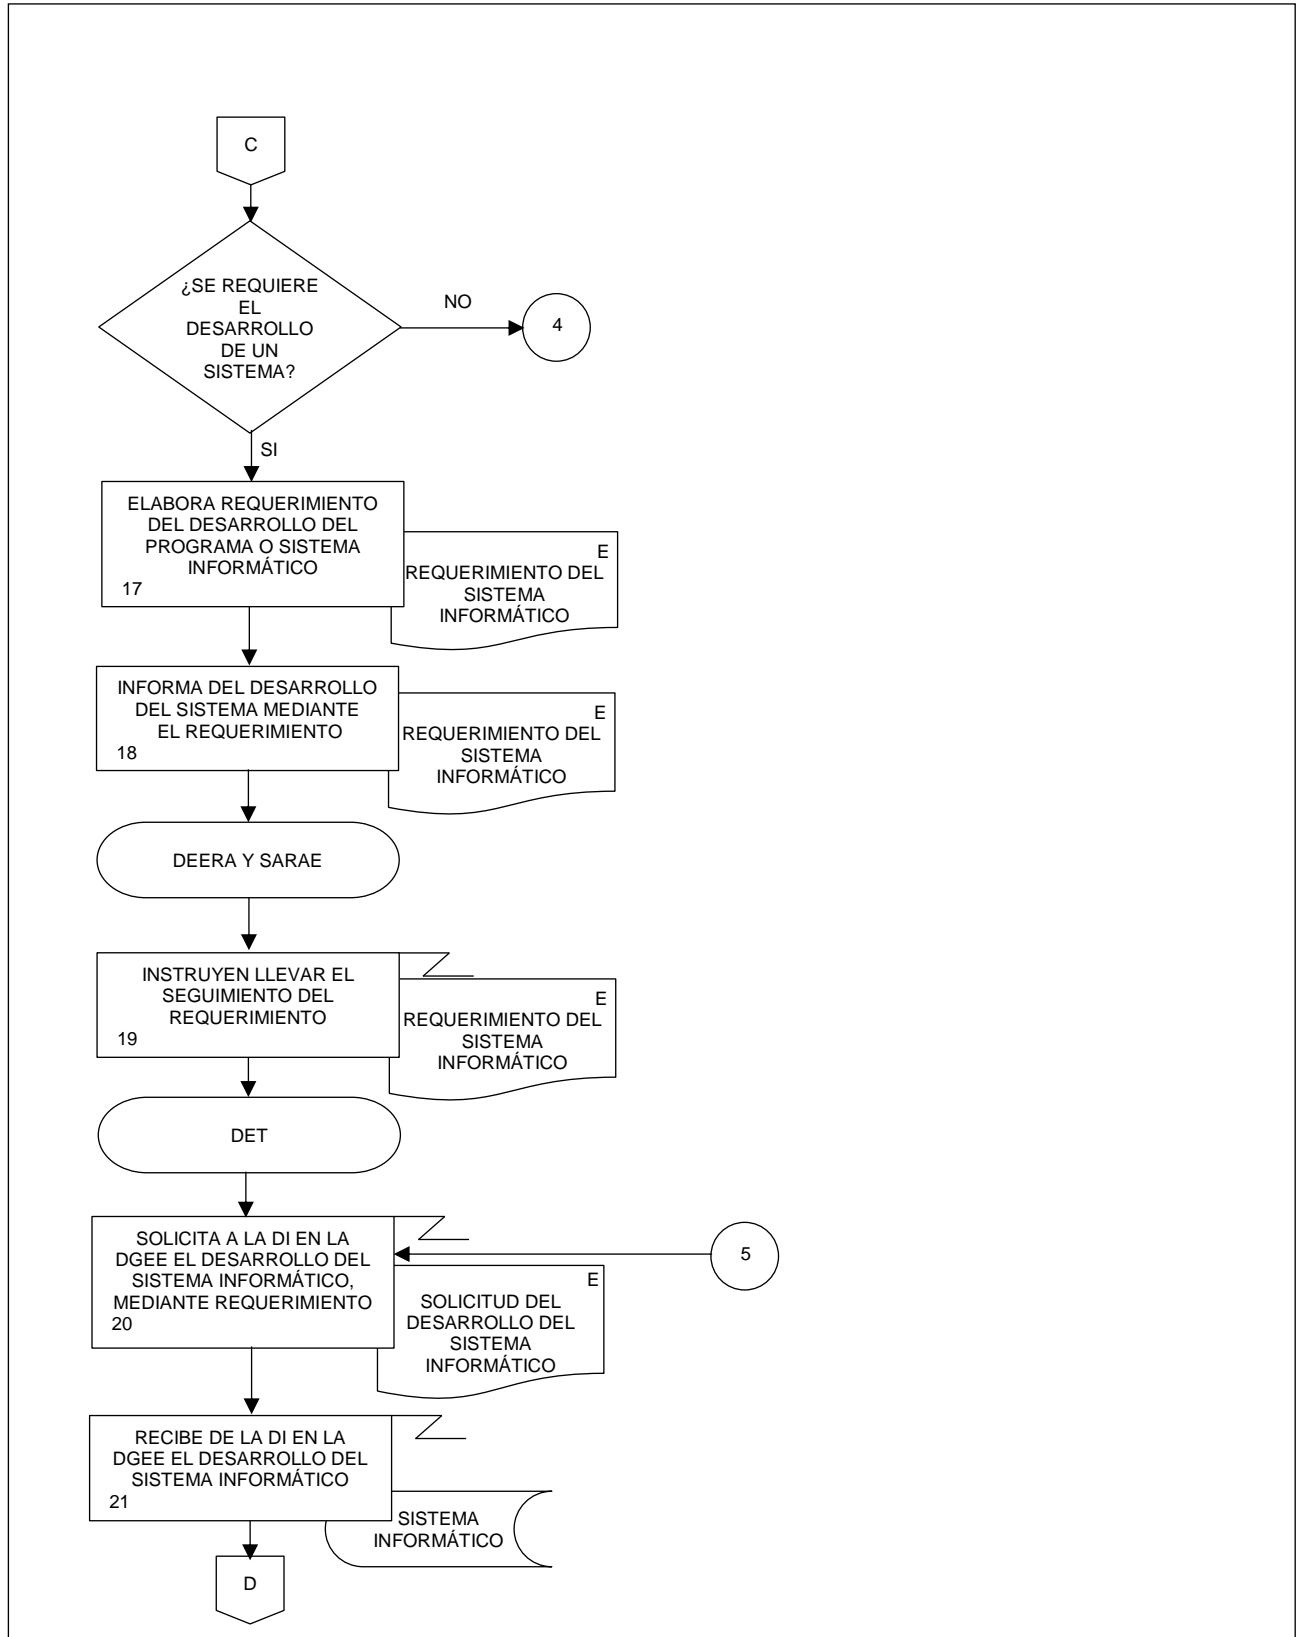 C
¿SE REQUIERE
EL
DESARROLLO
DE UN
SISTEMA?
NO
4
SI
ELABORA REQUERIMIENTO
DEL DESARROLLO DEL
PROGRAMA O SISTEMA
INFORMÁTICO
17
E
REQUERIMIENTO DEL
SISTEMA
INFORMÁTICO
INFORMA DEL DESARROLLO
DEL SISTEMA MEDIANTE
EL REQUERIMIENTO
18
E
REQUERIMIENTO DEL
SISTEMA
INFORMÁTICO
DEERA Y SARAE
INSTRUYEN LLEVAR EL
SEGUIMIENTO DEL
REQUERIMIENTO
19
E
REQUERIMIENTO DEL
SISTEMA
INFORMÁTICO
DET
SOLICITA A LA DI EN LA
DGEE EL DESARROLLO DEL
SISTEMA INFORMÁTICO,
MEDIANTE REQUERIMIENTO
20
5
E
SOLICITUD DEL
DESARROLLO DEL
SISTEMA
INFORMÁTICO
RECIBE DE LA DI EN LA
DGEE EL DESARROLLO DEL
SISTEMA INFORMÁTICO
21
SISTEMA
INFORMÁTICO
D